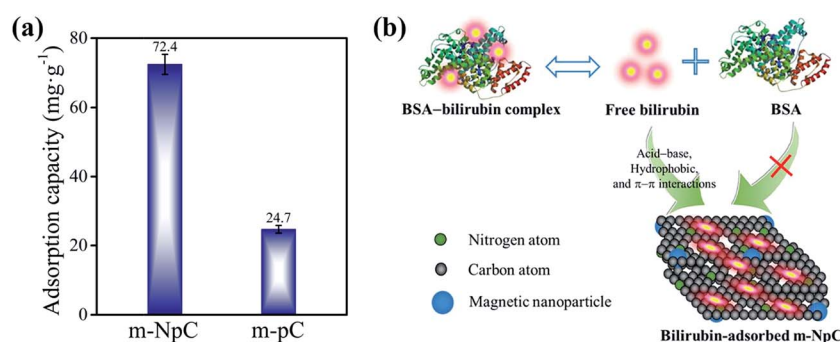 (a)
Adsorption capacity (mg·g⁻¹)
80
60
40
20
0
72.4
24.7
m-NpC
m-pC
(b)
BSA−bilirubin complex
Free bilirubin
BSA
Acid−base,
Hydrophobic,
and π−π interactions
Nitrogen atom
Carbon atom
Magnetic nanoparticle
Bilirubin-adsorbed m-NpC